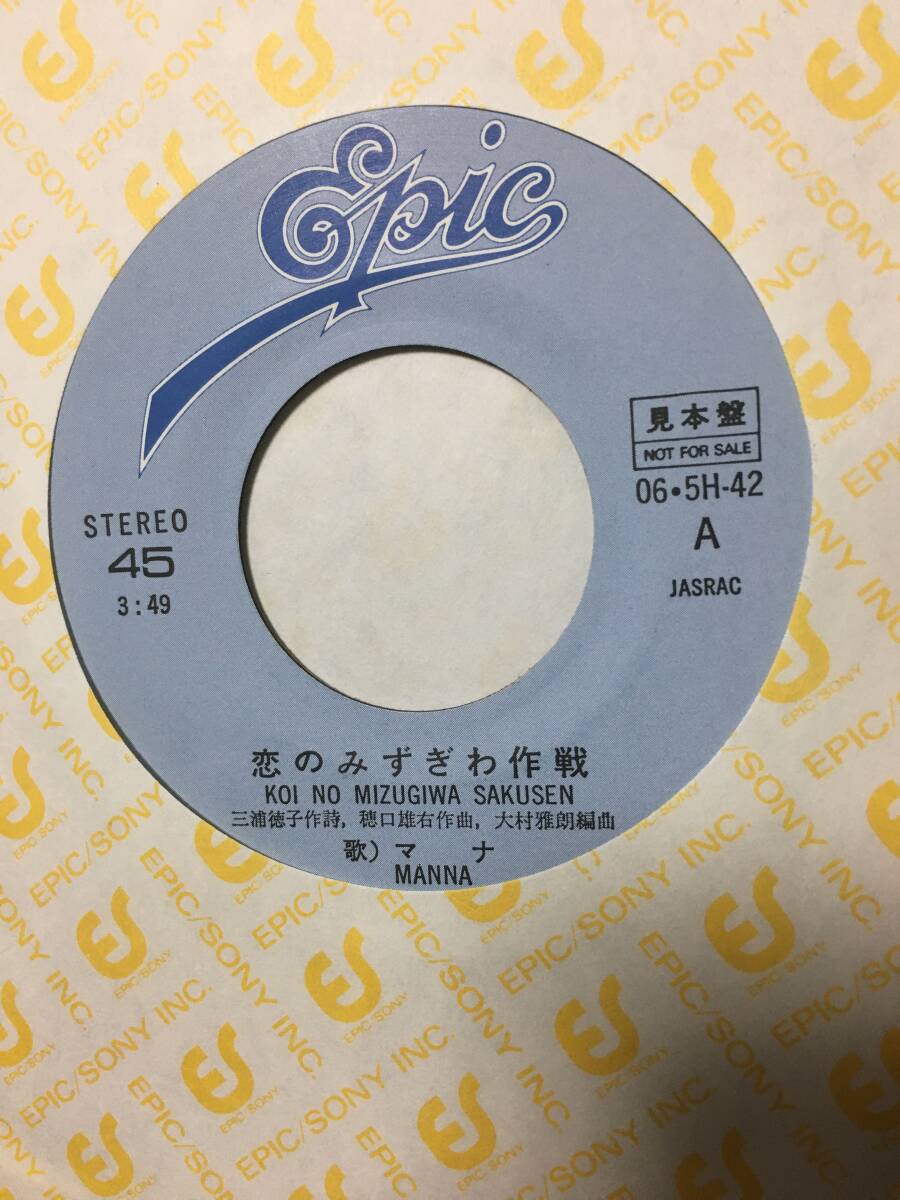 Epic
見本盤
NOT FOR SALE
06•5H-42
A
JASRAC
STEREO
45
3:49
恋のみずぎわ作戦
KOI NO MIZUGIWA SAKUSEN
三浦徳子作詩, 穂口雄右作曲, 大村雅朗編曲
歌) マナ
MANNA
EPIC/SONY INC.
EPIC/SONY